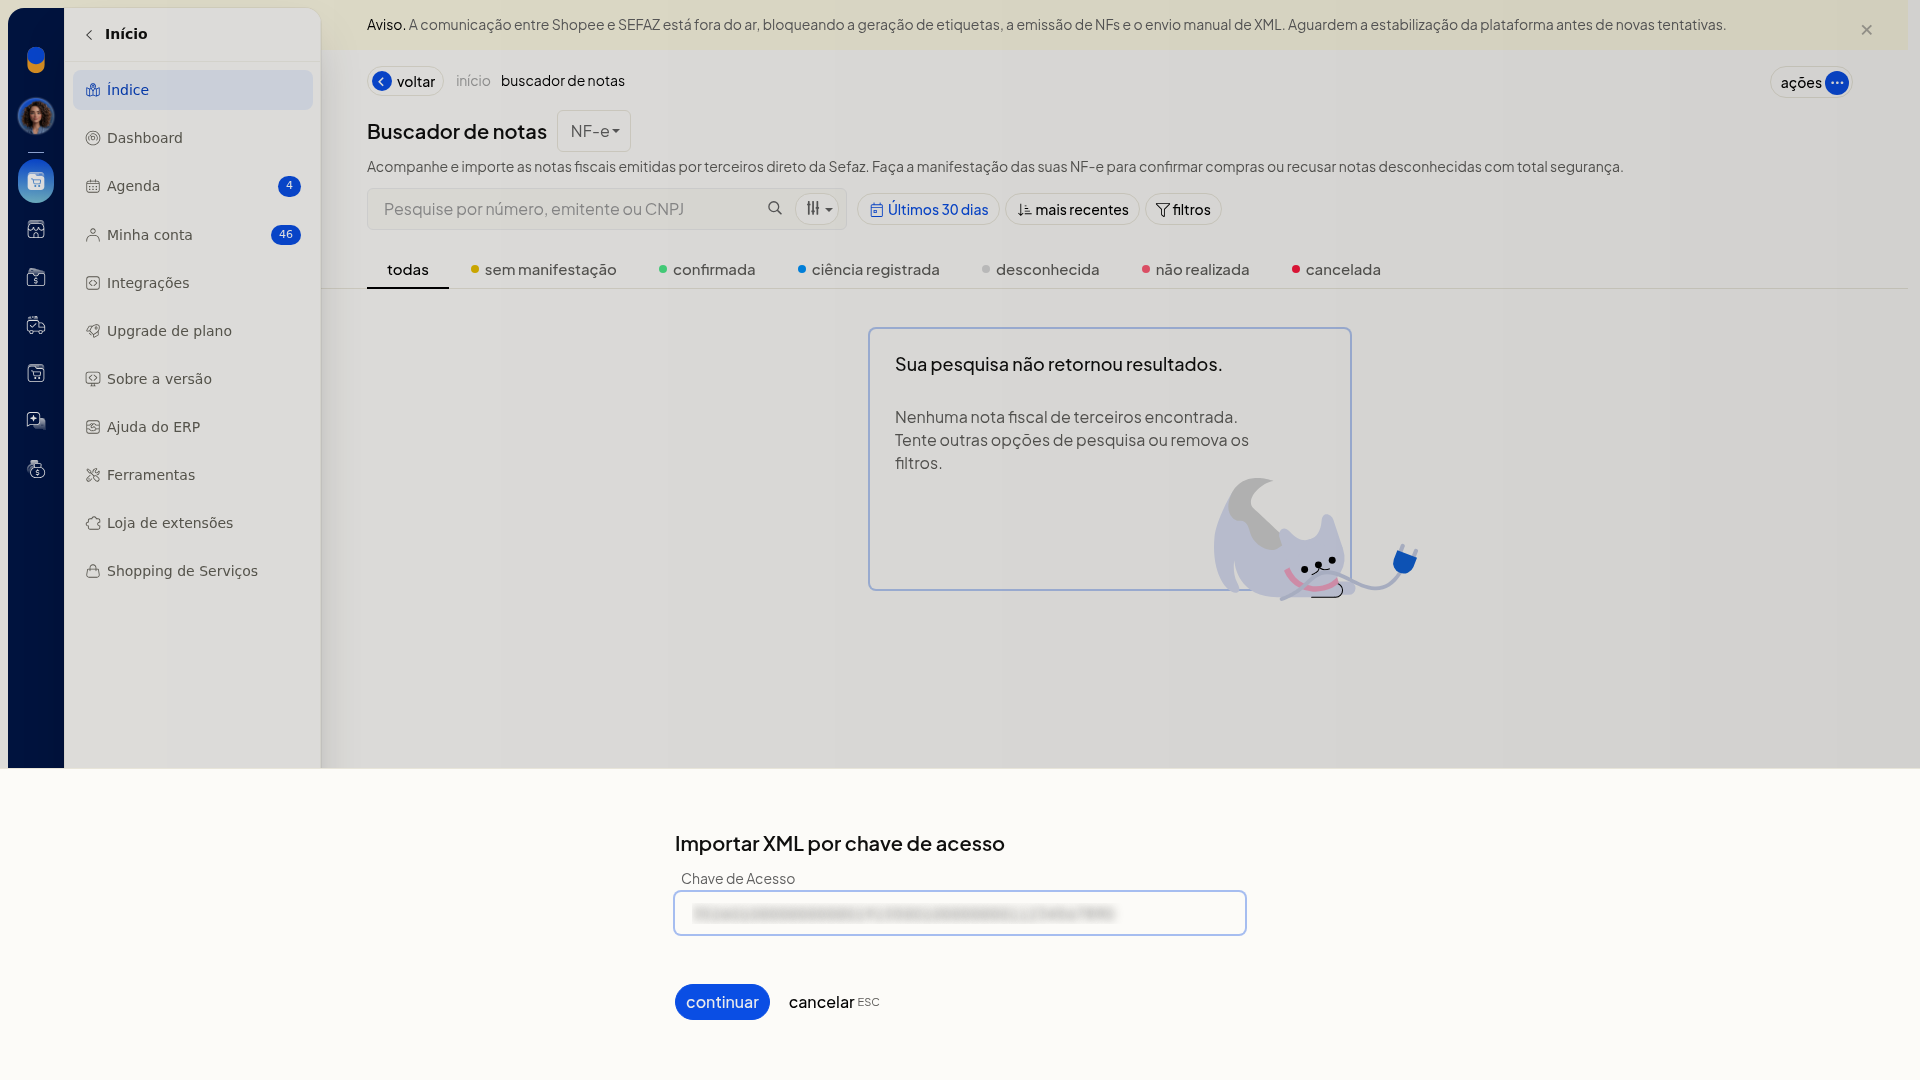 Início
Aviso. A comunicação entre Shopee e SEFAZ está fora do ar, bloqueando a geração de etiquetas, a emissão de NFs e o envio manual de XML. Aguardem a estabilização da plataforma antes de novas tentativas.
voltar início buscador de notas
ações
Buscador de notas NF-e
Acompanhe e importe as notas fiscais emitidas por terceiros direto da Sefaz. Faça a manifestação das suas NF-e para confirmar compras ou recusar notas desconhecidas com total segurança.
Pesquise por número, emitente ou CNPJ
Últimos 30 dias mais recentes filtros
todas sem manifestação confirmada ciência registrada desconhecida não realizada cancelada
Índice
Dashboard
Agenda 4
Minha conta 46
Integrações
Upgrade de plano
Sobre a versão
Ajuda do ERP
Ferramentas
Loja de extensões
Shopping de Serviços
Sua pesquisa não retornou resultados.
Nenhuma nota fiscal de terceiros encontrada.
Tente outras opções de pesquisa ou remova os
filtros.
Importar XML por chave de acesso
Chave de Acesso
continuar cancelar ESC